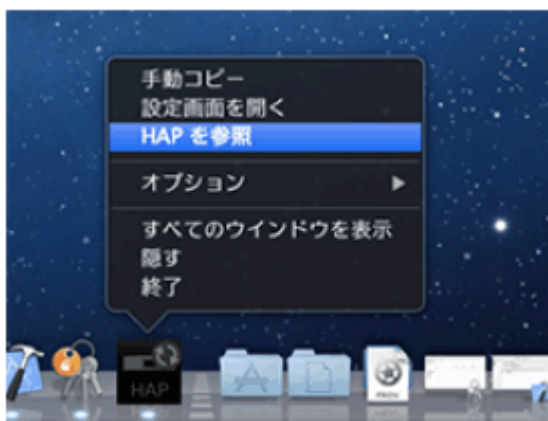 手動コピー
設定画面を開く
HAP を参照
オプション
すべてのウインドウを表示
隠す
終了
HAP
PROV